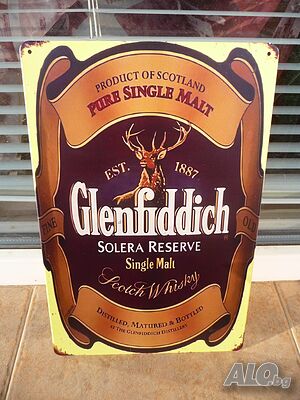 PRODUCT OF SCOTLAND
PURE SINGLE MALT
EST. 1887
Glenfiddich
FINE OLD
SOLERA RESERVE
Single Malt
Scotch Whisky
DISTILLED, MATURED & BOTTLED
AT THE GLENFIDDICH DISTILLERY
ALO.bg